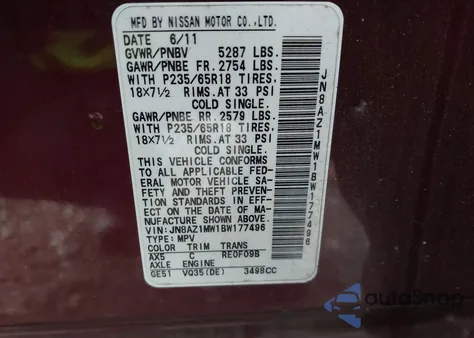 MFD BY NISSAN MOTOR CO.,LTD.
DATE 6/11
GVWR/PNBV 5287 LBS.
GAWR/PNBE FR. 2754 LBS.
WITH P235/65R18 TIRES.
18X7½ RIMS.AT 33 PSI
COLD SINGLE.
GAWR/PNBE RR. 2579 LBS.
WITH P235/65R18 TIRES.
18X7½ RIMS.AT 33 PSI
COLD SINGLE.
THIS VEHICLE CONFORMS
TO ALL APPLICABLE FED-
ERAL MOTOR VEHICLE SA-
FETY AND THEFT PREVEN-
TION STANDARDS IN EFF-
ECT ON THE DATE OF MA-
NUFACTURE SHOWN ABOVE.
VIN: JN8AZ1MW1BW177496
TYPE: MPV
COLOR TRIM TRANS
AX5 C RE0F09B
AXLE ENGINE
GE51 VQ35(DE) 3498CC
JN8AZ1MW1BW177496
AutoSnap